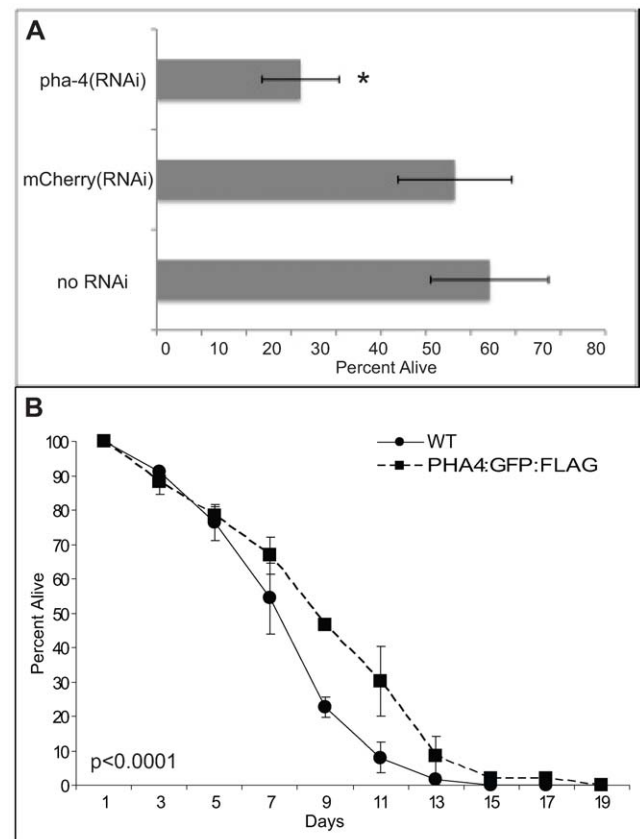 A
pha-4(RNAi)
*
mCherry(RNAi)
no RNAi
0 10 20 30 40 50 60 70 80
Percent Alive
B
WT
PHA4:GFP:FLAG
100
90
80
70
60
50
40
30
20
10
0
Percent Alive
p<0.0001
1 3 5 7 9 11 13 15 17 19
Days